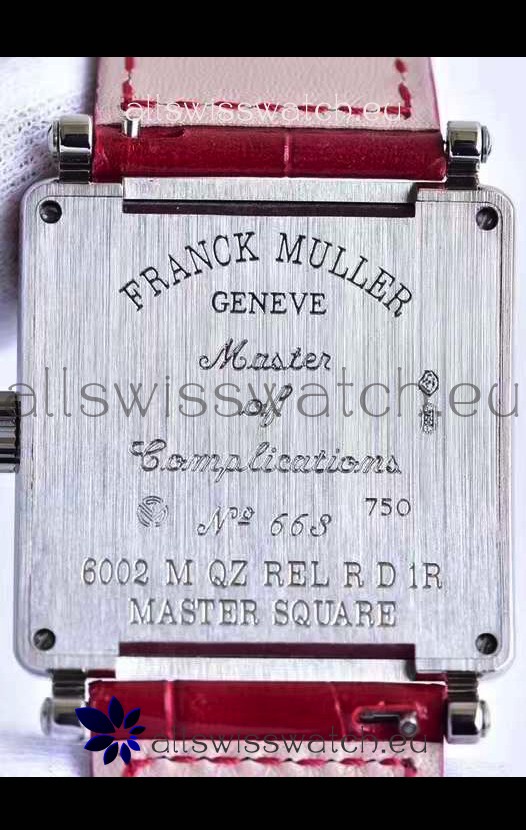 allswisswatch.eu
FRANCK MULLER
GENEVE
Master
allswisswatch.eu
of
Complications
750
Nº 663
6002 M QZ REL R D 1R
MASTER SQUARE
allswisswatch.eu